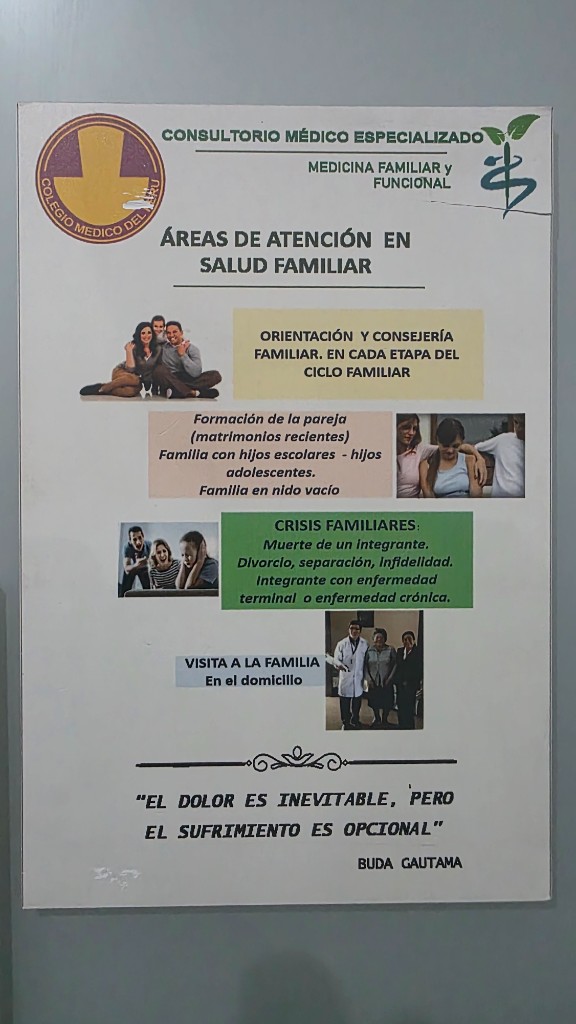 CONSULTORIO MÉDICO ESPECIALIZADO
MEDICINA FAMILIAR y
FUNCIONAL
COLEGIO MEDICO DEL PERU
ÁREAS DE ATENCIÓN EN
SALUD FAMILIAR
ORIENTACIÓN Y CONSEJERÍA
FAMILIAR. EN CADA ETAPA DEL
CICLO FAMILIAR
Formación de la pareja
(matrimonios recientes)
Familia con hijos escolares - hijos
adolescentes.
Familia en nido vacío
CRISIS FAMILIARES:
Muerte de un integrante.
Divorcio, separación, infidelidad.
Integrante con enfermedad
terminal o enfermedad crónica.
VISITA A LA FAMILIA
En el domicilio
"EL DOLOR ES INEVITABLE, PERO
EL SUFRIMIENTO ES OPCIONAL"
BUDA GAUTAMA